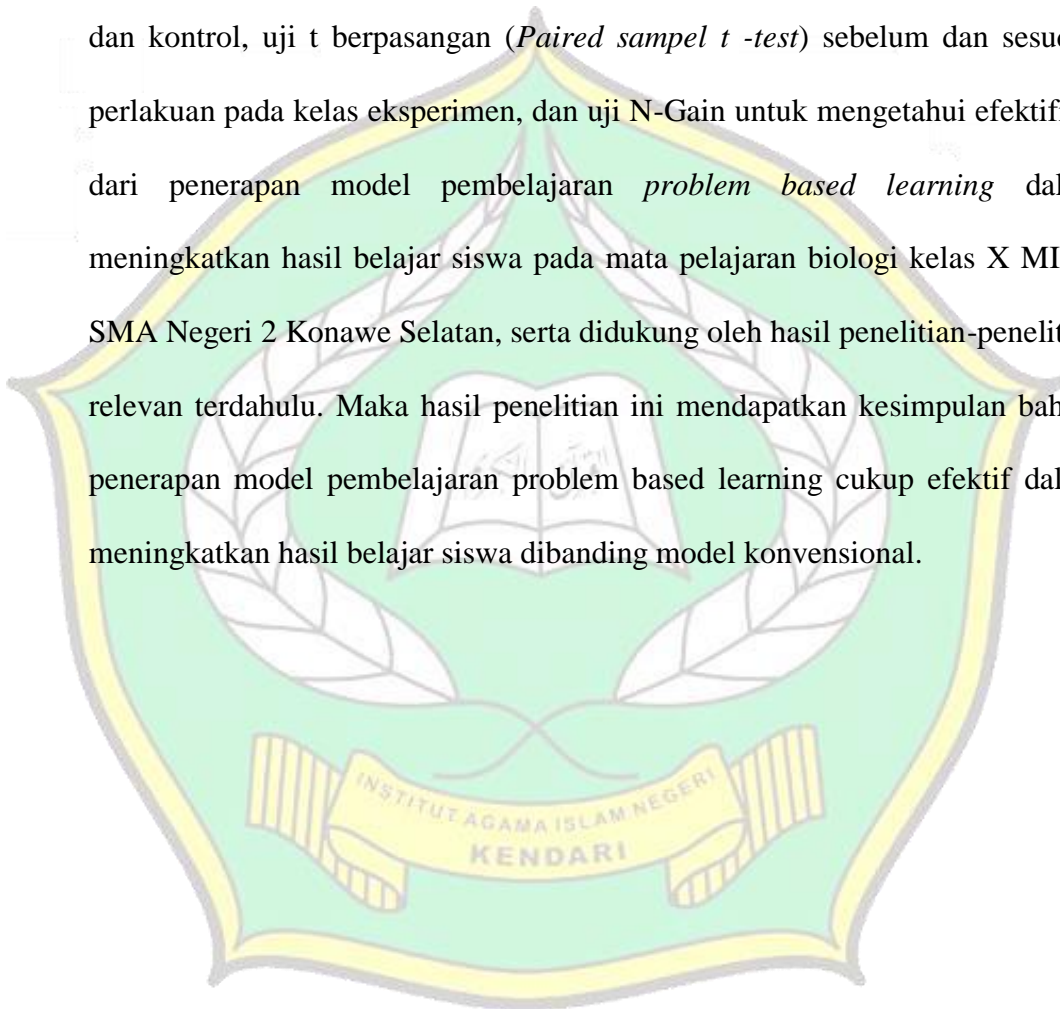 dan kontrol, uji t berpasangan (Paired sampel t -test) sebelum dan sesuc
perlakuan pada kelas eksperimen, dan uji N-Gain untuk mengetahui efektifi
dari penerapan model pembelajaran problem based learning dal
meningkatkan hasil belajar siswa pada mata pelajaran biologi kelas X MI
SMA Negeri 2 Konawe Selatan, serta didukung oleh hasil penelitian-penelit
relevan terdahulu. Maka hasil penelitian ini mendapatkan kesimpulan bah
penerapan model pembelajaran problem based learning cukup efektif dal
meningkatkan hasil belajar siswa dibanding model konvensional.
INSTITUT AGAMA ISLAM NEGERI
KENDARI